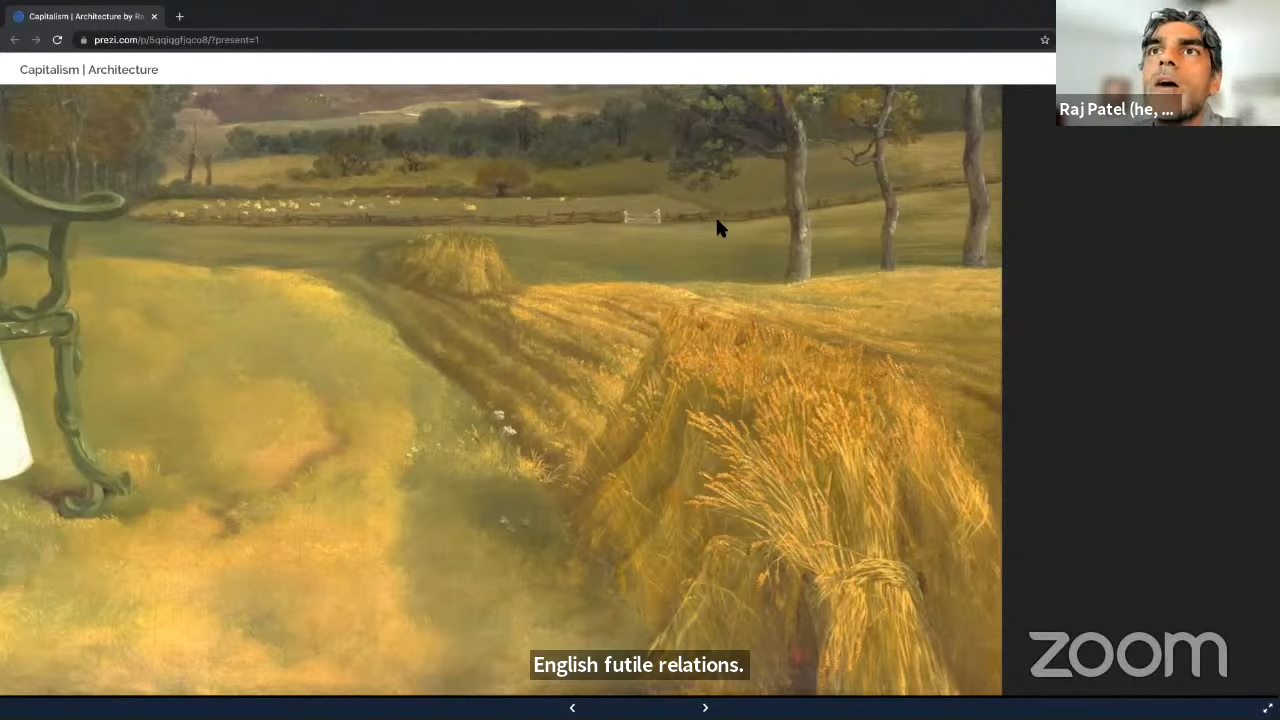 Capitalism | Architecture by Ra
prezi.com/p/5qqiqgfjqco8/?present=1
Capitalism | Architecture
Raj Patel (he, ...
English futile relations.
zoom